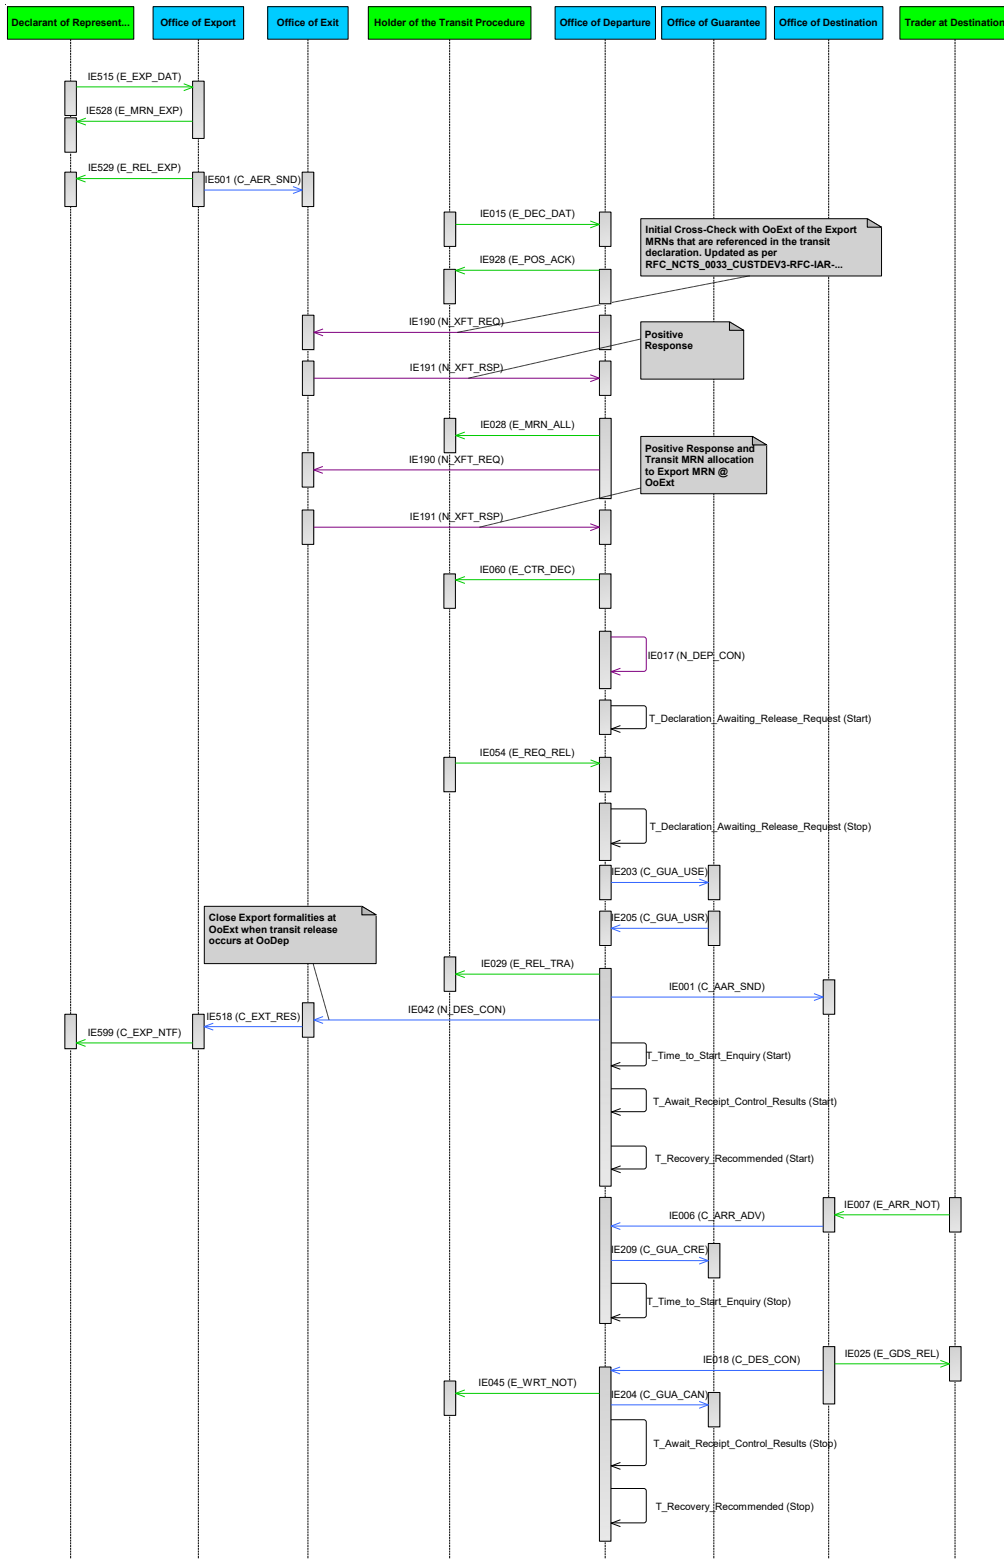 Declarant of Represent...
Office of Export
Office of Exit
Holder of the Transit Procedure
Office of Departure
Office of Guarantee
Office of Destination
Trader at Destination
IE515 (E_EXP_DAT)
IE528 (E_MRN_EXP)
IE529 (E_REL_EXP)
IE501 (C_AER_SND)
IE015 (E_DEC_DAT)
Initial Cross-Check with OoExt of the Export
MRNs that are referenced in the transit
declaration. Updated as per
RFC_NCTS_0033_CUSTDEV3-RFC-IAR-...
IE928 (E_POS_ACK)
IE190 (N_XFT_REQ)
Positive
Response
IE191 (N_XFT_RSP)
IE028 (E_MRN_ALL)
Positive Response and
Transit MRN allocation
to Export MRN @
OoExt
IE190 (N_XFT_REQ)
IE191 (N_XFT_RSP)
IE060 (E_CTR_DEC)
IE017 (N_DEP_CON)
T_Declaration_Awaiting_Release_Request (Start)
IE054 (E_REQ_REL)
T_Declaration_Awaiting_Release_Request (Stop)
IE203 (C_GUA_USE)
IE205 (C_GUA_USR)
Close Export formalities at
OoExt when transit release
occurs at OoDep
IE029 (E_REL_TRA)
IE001 (C_AAR_SND)
IE042 (N_DES_CON)
IE518 (C_EXT_RES)
IE599 (C_EXP_NTF)
T_Time_to_Start_Enquiry (Start)
T_Await_Receipt_Control_Results (Start)
T_Recovery_Recommended (Start)
IE007 (E_ARR_NOT)
IE006 (C_ARR_ADV)
IE209 (C_GUA_CRE)
T_Time_to_Start_Enquiry (Stop)
IE018 (C_DES_CON)
IE025 (E_GDS_REL)
IE045 (E_WRT_NOT)
IE204 (C_GUA_CAN)
T_Await_Receipt_Control_Results (Stop)
T_Recovery_Recommended (Stop)